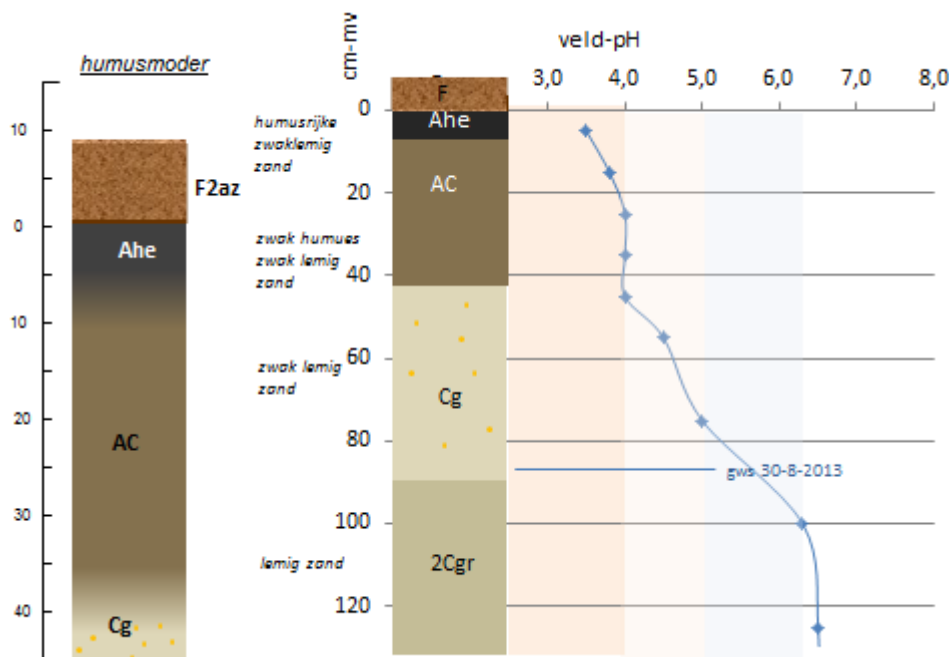 humusmoder
10
0
10
20
30
40
F2az
Ahe
AC
Cg
humusrijke
zwaklemig
zand
zwak humues
zwak lemig
zand
zwak lemig
zand
lemig zand
cm-mv
veld-pH
3,0 4,0 5,0 6,0 7,0 8,0
0
20
40
60
80
100
120
F
Ahe
AC
Cg
2Cgr
gws 30-8-2013